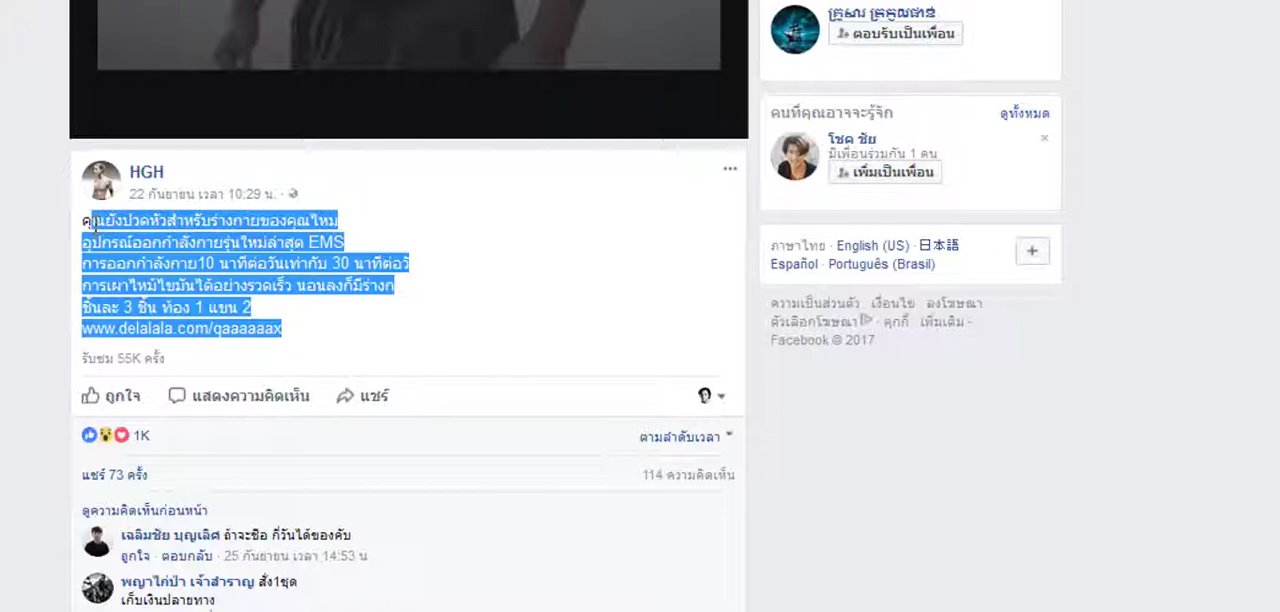 HGH
22 กันยายน เวลา 10:29 น. ·
คุณยังปวดหัวสำหรับร่างกายของคุณไหม
อุปกรณ์ออกกำลังกายรุ่นใหม่ล่าสุด EMS
การออกกำลังกาย10 นาทีต่อวันเท่ากับ 30 นาทีต่อวั
การเผาไหม้ไขมันได้อย่างรวดเร็ว นอนลงก็มีร่างก
ชิ้นละ 3 ชิ้น ท้อง 1 แขน 2
www.delalala.com/qaaaaaax
รับชม 55K ครั้ง
ถูกใจ แสดงความคิดเห็น แชร์
1K ตามลำดับเวลา
แชร์ 73 ครั้ง 114 ความคิดเห็น
ดูความคิดเห็นก่อนหน้า
เฉลิมชัย บุญเลิศ ถ้าจะซือ กี่วันได้ของคับ
ถูกใจ · ตอบกลับ · 25 กันยายน เวลา 14:53 น
พญาไก่ป่า เจ้าสำราญ สั่ง1ชุด
เก็บเงินปลายทาง
ตอบรับเป็นเพื่อน
คนที่คุณอาจจะรู้จัก ดูทั้งหมด
โชค ชัย
มีเพื่อนร่วมกัน 1 คน
เพิ่มเป็นเพื่อน
ภาษาไทย · English (US) · 日本語
Español · Português (Brasil)
ความเป็นส่วนตัว เงื่อนไข ลงโฆษณา
ตัวเลือกโฆษณา · คุกกี้ เพิ่มเติม
Facebook © 2017